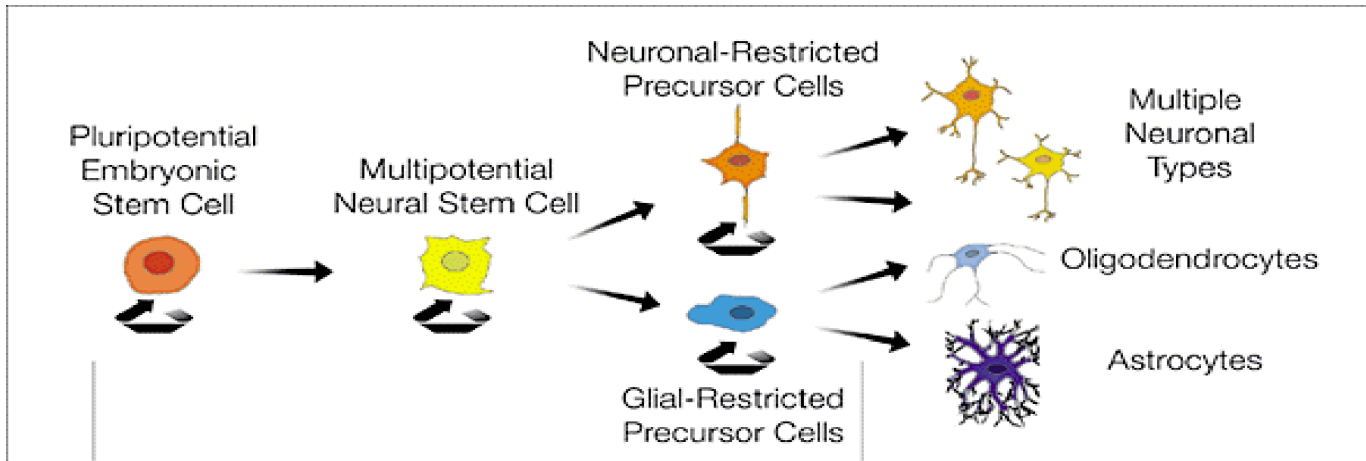 Pluripotential
Embryonic
Stem Cell
Multipotential
Neural Stem Cell
Neuronal-Restricted
Precursor Cells
Glial-Restricted
Precursor Cells
Multiple
Neuronal
Types
Oligodendrocytes
Astrocytes